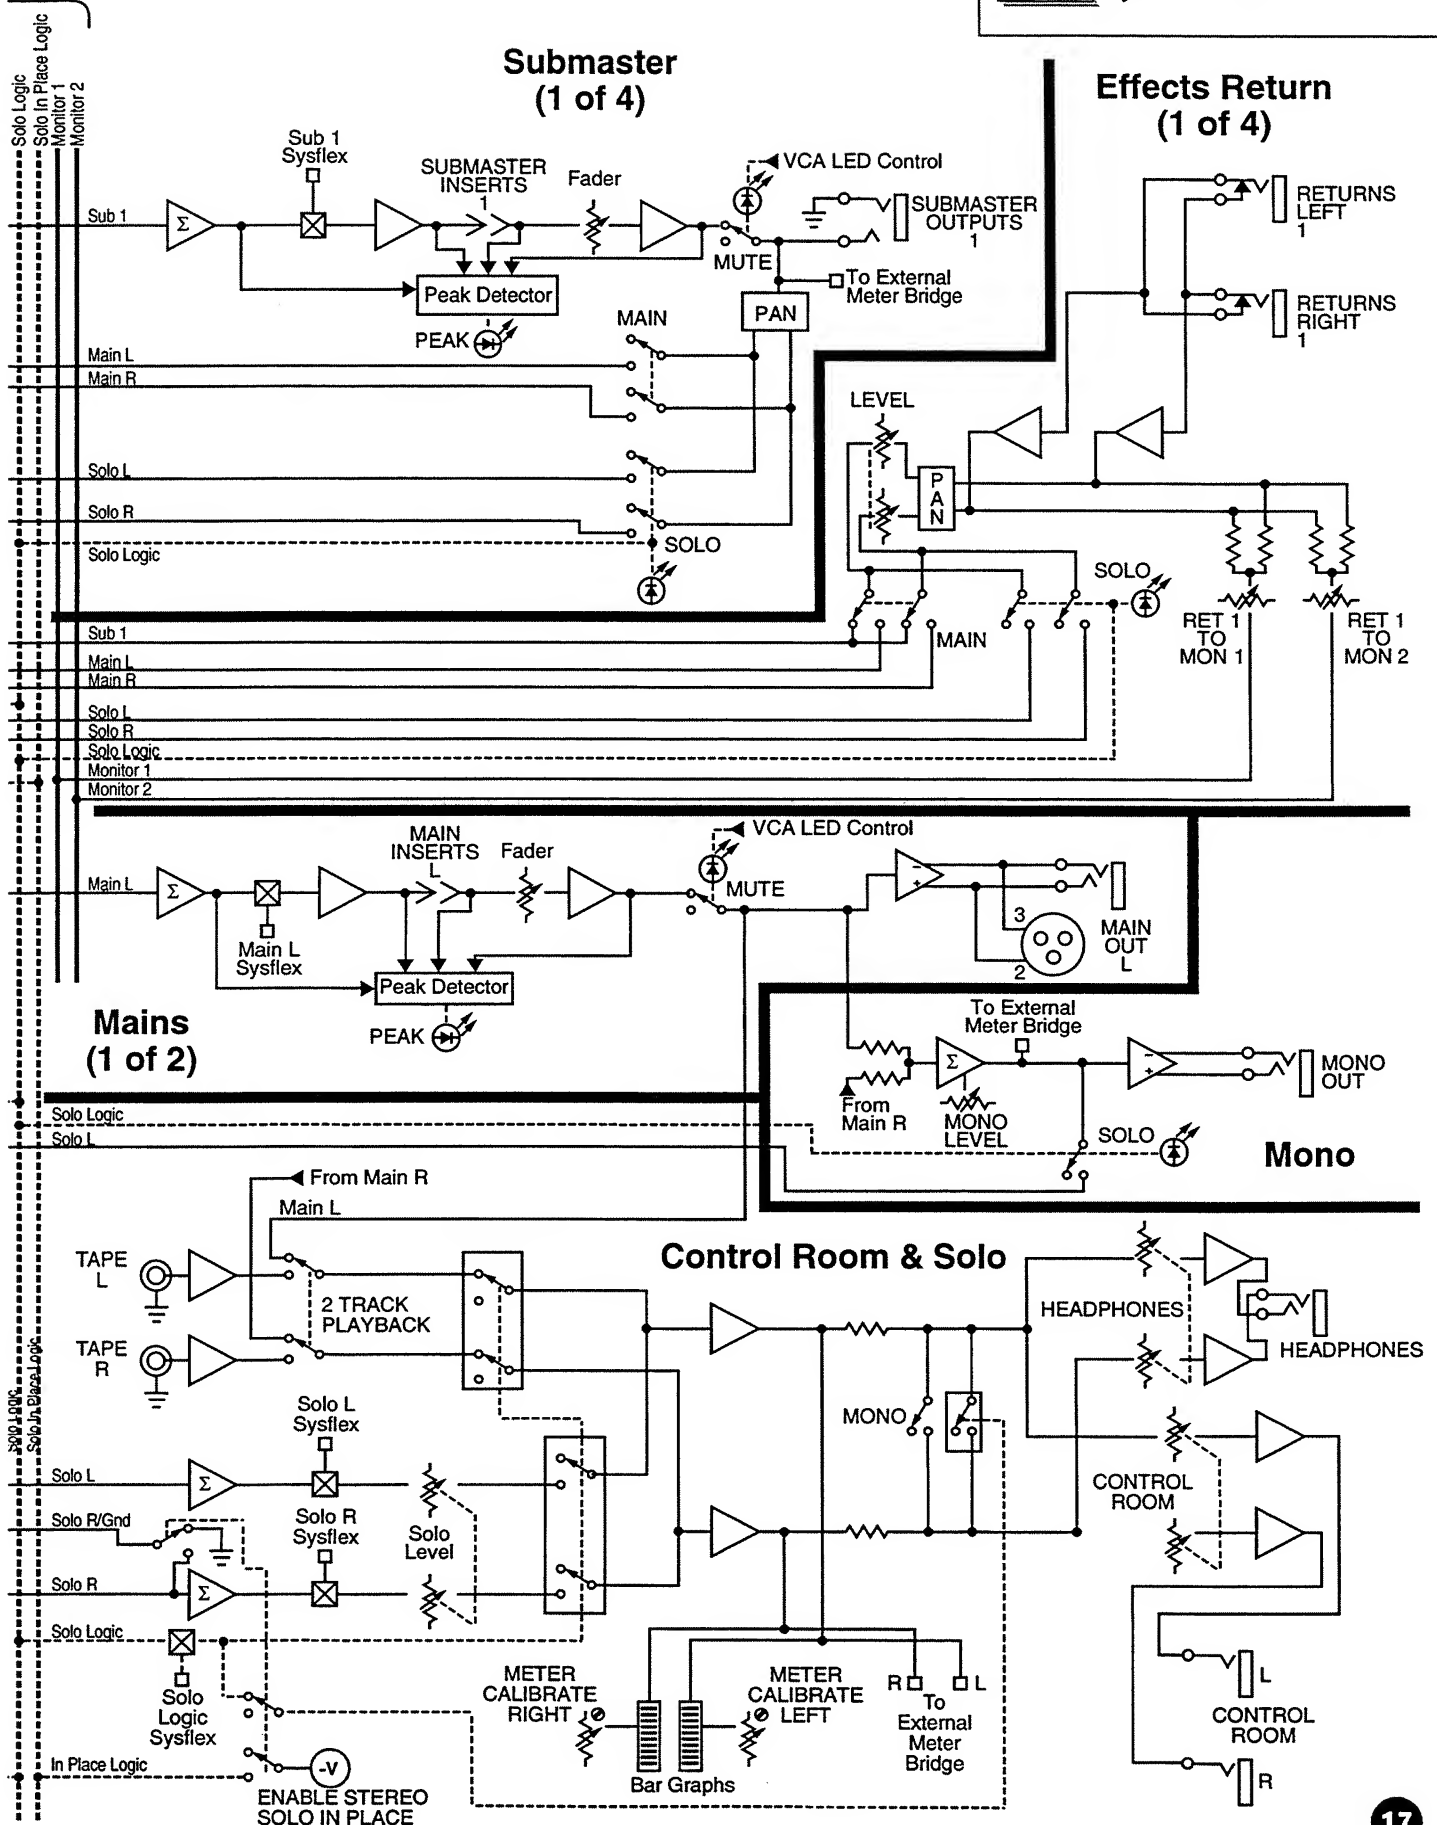 Solo Logic
Solo In Place Logic
Monitor 1
Monitor 2
Submaster
(1 of 4)
Effects Return
(1 of 4)
Sub 1
Sysflex
SUBMASTER
INSERTS
1
Fader
VCA LED Control
SUBMASTER
OUTPUTS
1
Sub 1
Σ
MUTE
Peak Detector
To External
Meter Bridge
PAN
PEAK
MAIN
Main L
Main R
Solo L
Solo R
Solo Logic
SOLO
RETURNS
LEFT
1
RETURNS
RIGHT
1
LEVEL
P
A
N
SOLO
MAIN
RET 1
TO
MON 1
RET 1
TO
MON 2
Sub 1
Main L
Main R
Solo L
Solo R
Solo Logic
Monitor 1
Monitor 2
MAIN
INSERTS
L
Fader
VCA LED Control
MUTE
Main L
Σ
Main L
Sysflex
Peak Detector
PEAK
−
+
3
2
MAIN
OUT
L
Mains
(1 of 2)
To External
Meter Bridge
Σ
−
+
MONO
OUT
From
Main R
MONO
LEVEL
SOLO
Mono
Solo Logic
Solo L
From Main R
Main L
Control Room & Solo
TAPE
L
2 TRACK
PLAYBACK
TAPE
R
HEADPHONES
HEADPHONES
Solo Logic
Solo In Place Logic
Solo L
Sysflex
MONO
Solo L
Σ
Solo R/Gnd
Solo R
Sysflex
Solo
Level
CONTROL
ROOM
Solo R
Σ
Solo Logic
Solo
Logic
Sysflex
METER
CALIBRATE
RIGHT
METER
CALIBRATE
LEFT
R
L
To
External
Meter
Bridge
Bar Graphs
L
CONTROL
ROOM
R
In Place Logic
-V
ENABLE STEREO
SOLO IN PLACE
17